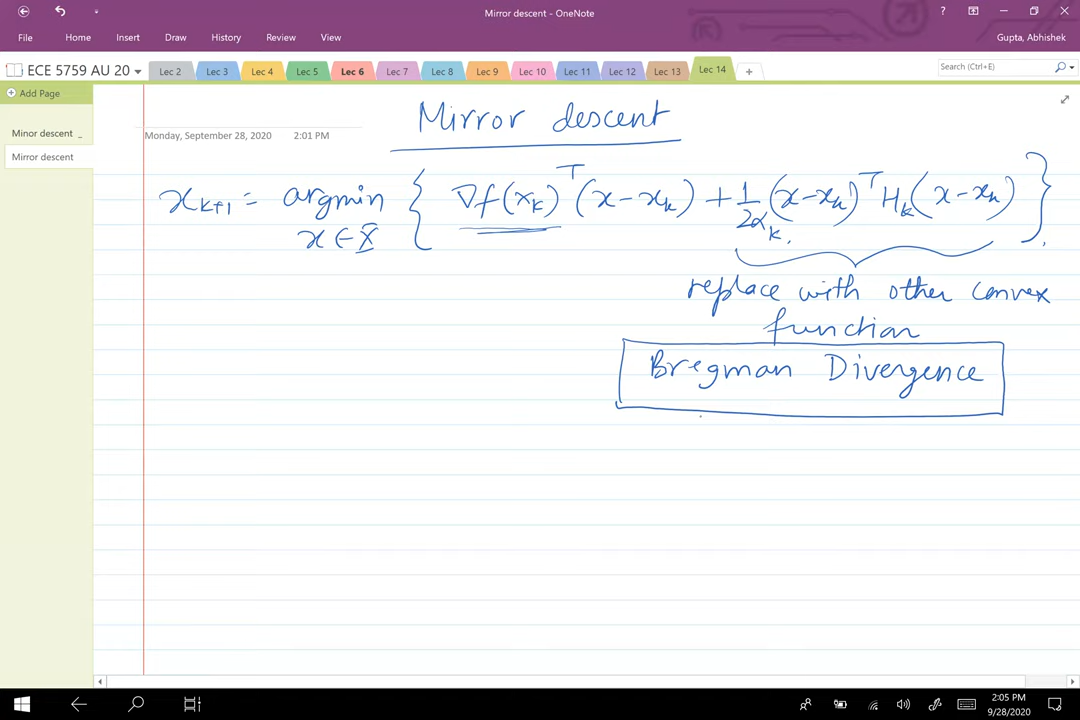 Mirror descent - OneNote
Gupta, Abhishek
File Home Insert Draw History Review View
ECE 5759 AU 20
Lec 2 Lec 3 Lec 4 Lec 5 Lec 6 Lec 7 Lec 8 Lec 9 Lec 10 Lec 11 Lec 12 Lec 13 Lec 14
Search (Ctrl+E)
Add Page
Minor descent
Mirror descent
Mirror descent
Monday, September 28, 2020 2:01 PM
x_{k+1} = argmin_{x ∈ X} { ∇f(x_k)^T (x - x_k) + 1/(2α_k) (x - x_k)^T H_k (x - x_k) }
replace with other convex
function
Bregman Divergence
2:05 PM
9/28/2020